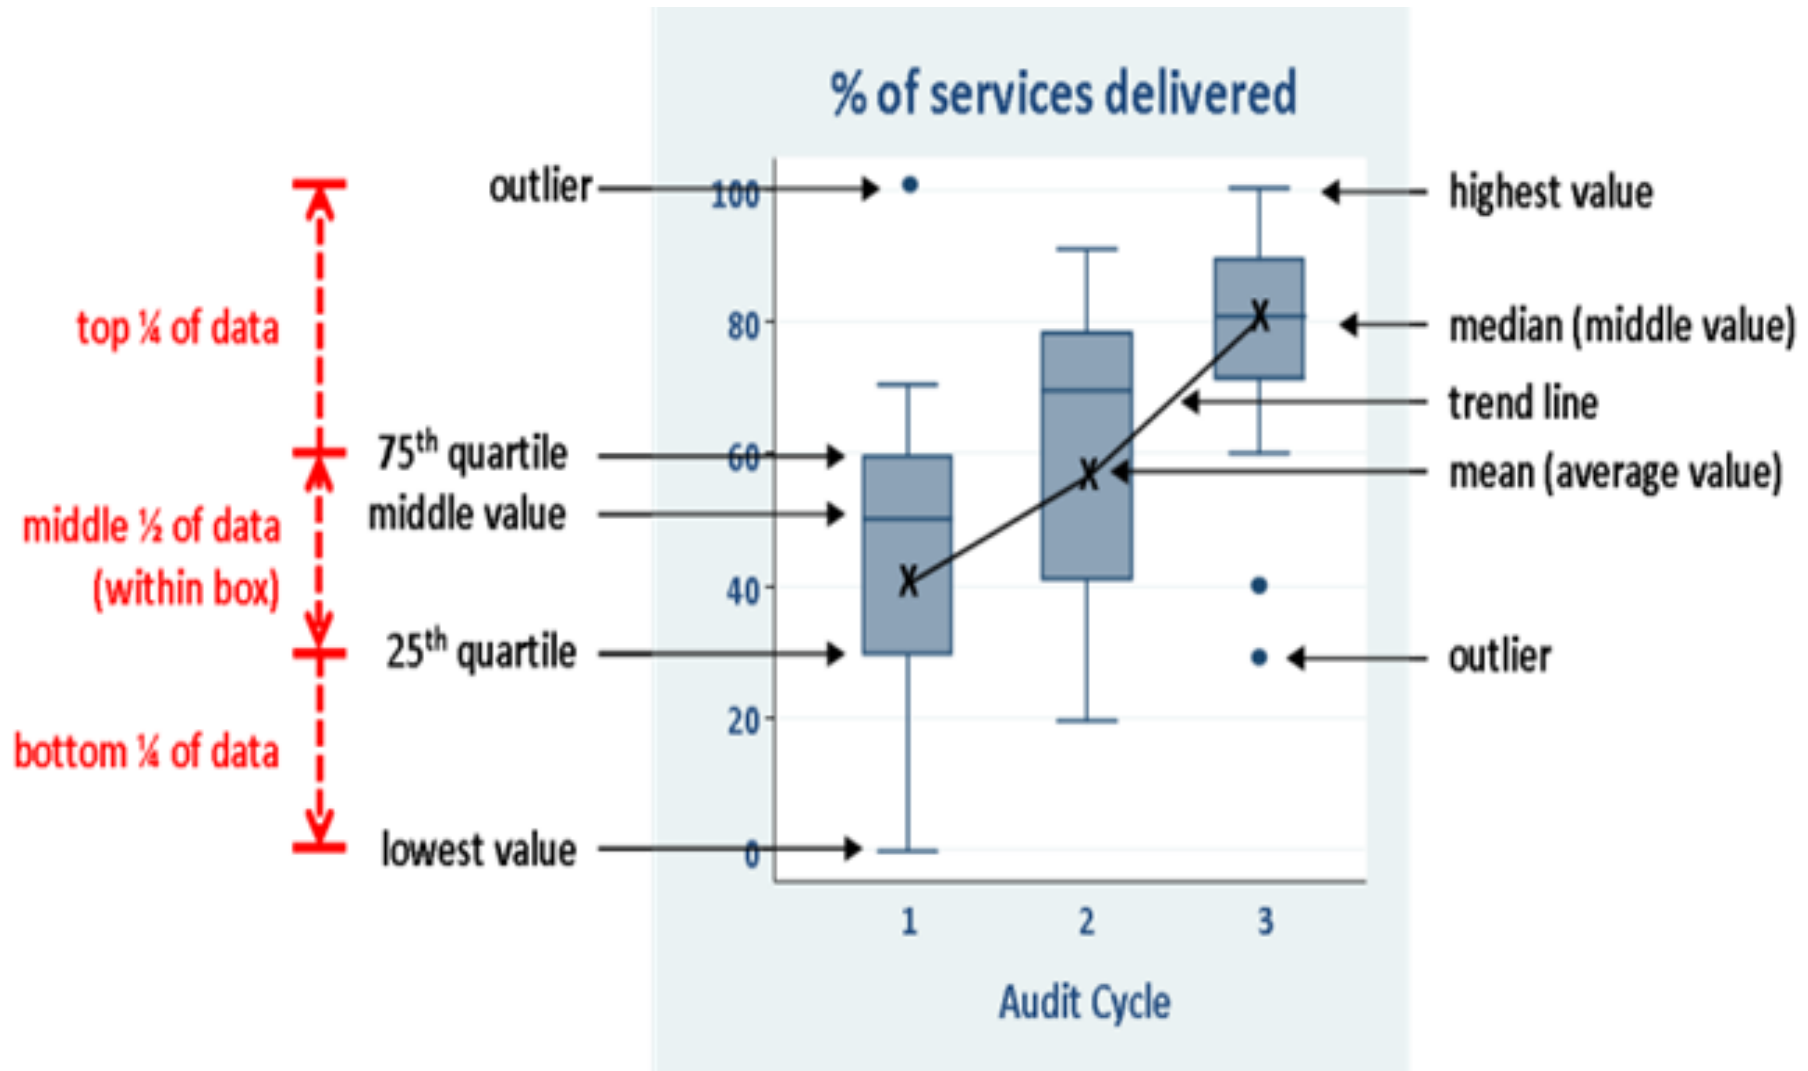 % of services delivered
outlier
100
highest value
top ¼ of data
80
median (middle value)
trend line
75th quartile
60
mean (average value)
middle value
middle ½ of data
(within box)
40
25th quartile
outlier
20
bottom ¼ of data
lowest value
0
1 2 3
Audit Cycle